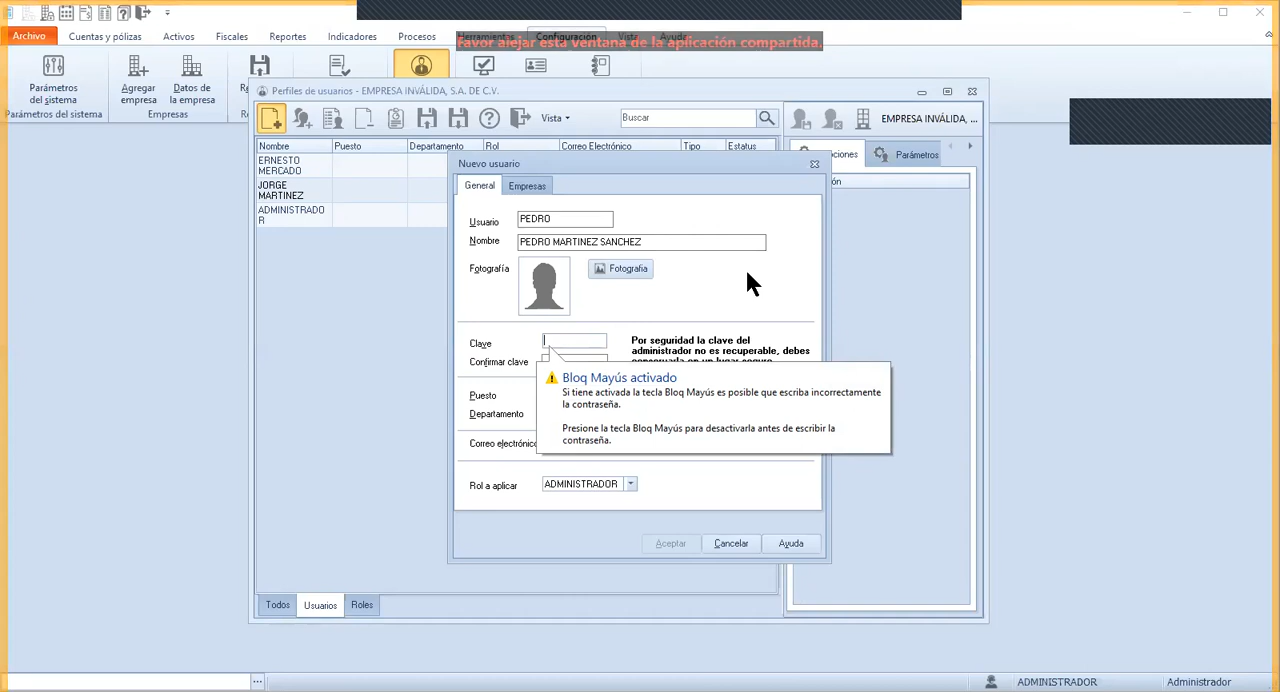 Archivo Cuentas y pólizas Activos Fiscales Reportes Indicadores Procesos Herramientas Configuración Vista Ayuda
Favor alejar esta ventana de la aplicación compartida.
Parámetros del sistema
Agregar empresa
Datos de la empresa
Parámetros del sistema
Empresas
Perfiles de usuarios - EMPRESA INVÁLIDA, S.A. DE C.V.
Vista
Buscar
EMPRESA INVÁLIDA, ...
Nombre Puesto Departamento Rol Correo Electrónico Tipo Estatus
Parámetros
ERNESTO
MERCADO
JORGE
MARTINEZ
ADMINISTRADO
R
Nuevo usuario
General Empresas
Usuario PEDRO
Nombre PEDRO MARTINEZ SANCHEZ
Fotografía Fotografía
Clave
Por seguridad la clave del
administrador no es recuperable, debes
Confirmar clave
Bloq Mayús activado
Si tiene activada la tecla Bloq Mayús es posible que escriba incorrectamente
la contraseña.
Presione la tecla Bloq Mayús para desactivarla antes de escribir la
contraseña.
Puesto
Departamento
Correo electrónico
Rol a aplicar ADMINISTRADOR
Aceptar Cancelar Ayuda
Todos Usuarios Roles
ADMINISTRADOR Administrador